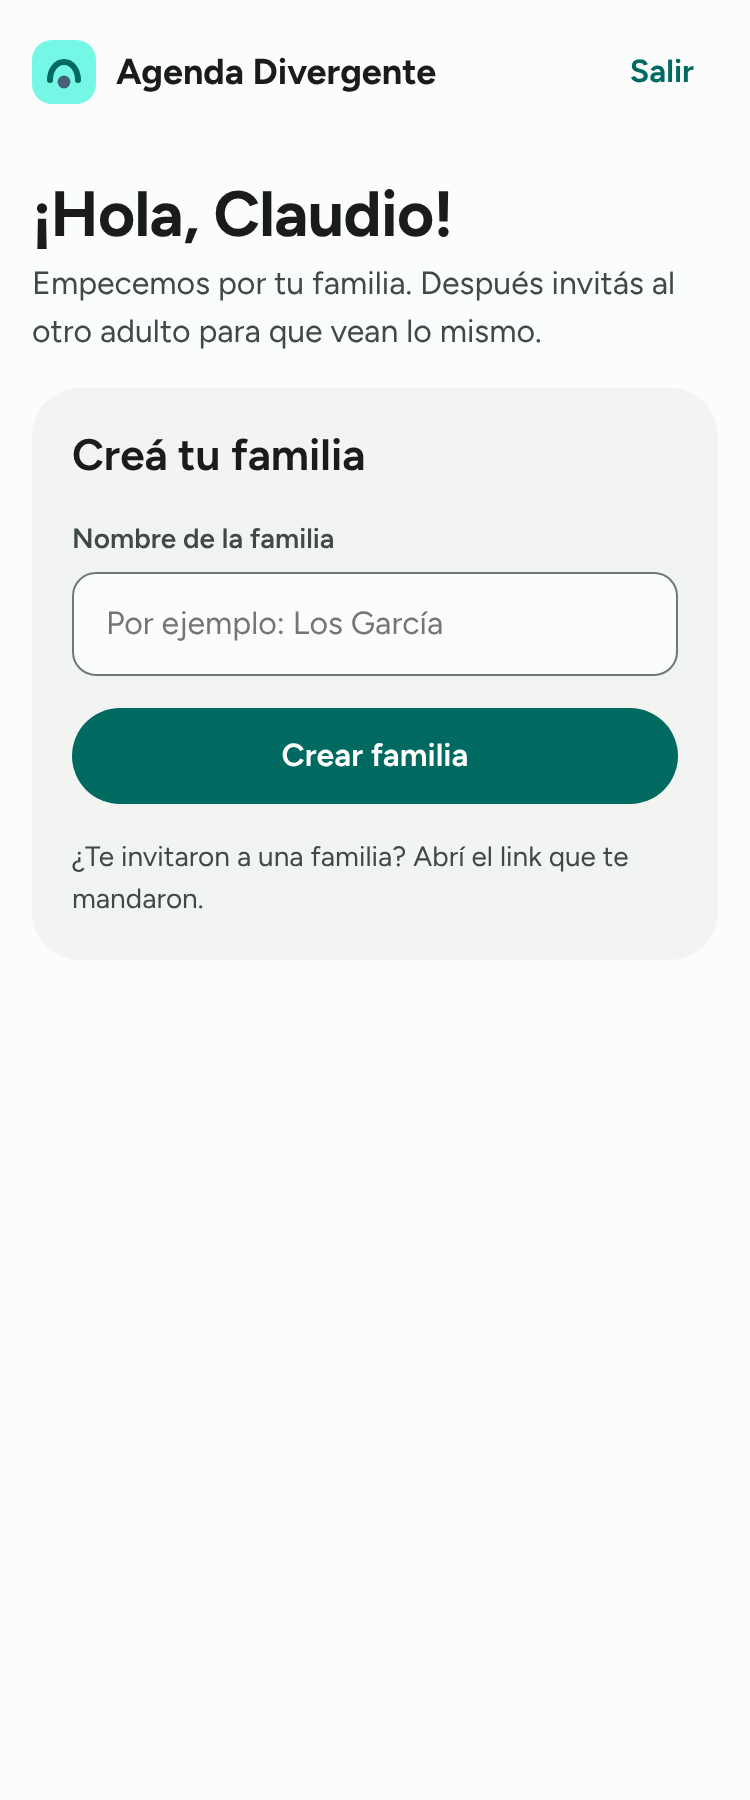 Agenda Divergente
Salir
¡Hola, Claudio!
Empecemos por tu familia. Después invitás al
otro adulto para que vean lo mismo.
Creá tu familia
Nombre de la familia
Por ejemplo: Los García
Crear familia
¿Te invitaron a una familia? Abrí el link que te
mandaron.